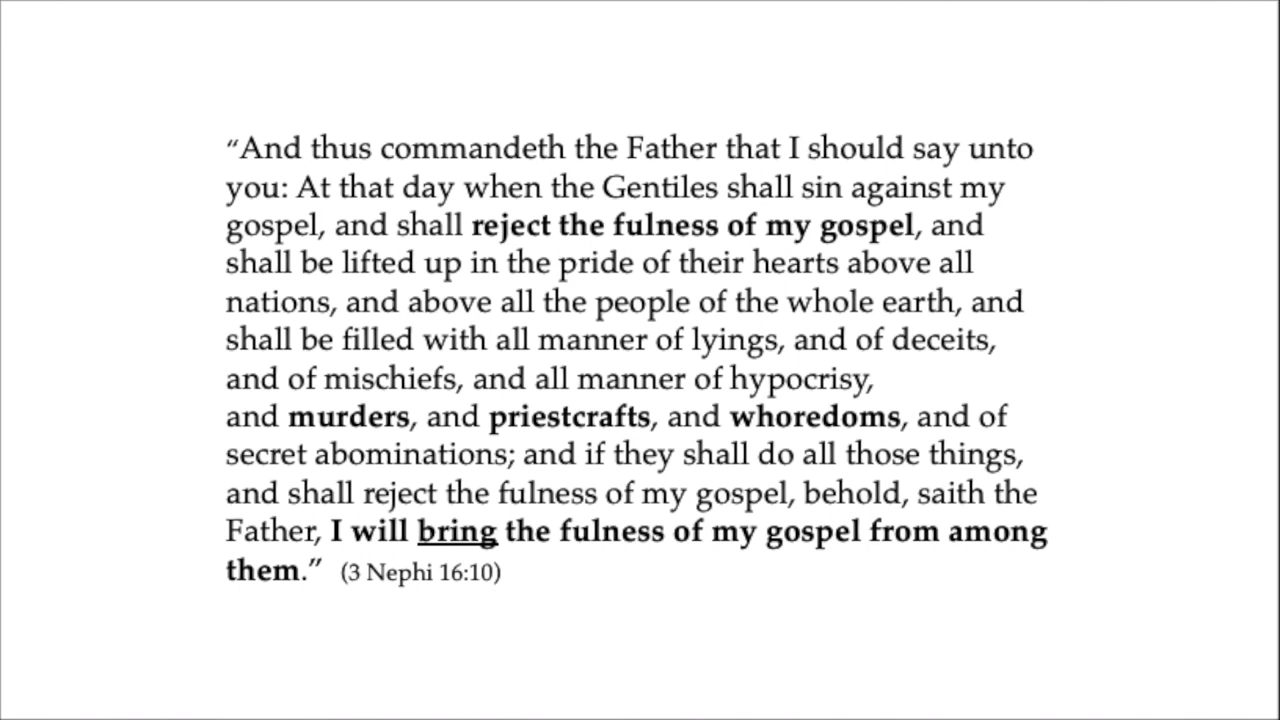 “And thus commandeth the Father that I should say unto
you: At that day when the Gentiles shall sin against my
gospel, and shall reject the fulness of my gospel, and
shall be lifted up in the pride of their hearts above all
nations, and above all the people of the whole earth, and
shall be filled with all manner of lyings, and of deceits,
and of mischiefs, and all manner of hypocrisy,
and murders, and priestcrafts, and whoredoms, and of
secret abominations; and if they shall do all those things,
and shall reject the fulness of my gospel, behold, saith the
Father, I will bring the fulness of my gospel from among
them.” (3 Nephi 16:10)